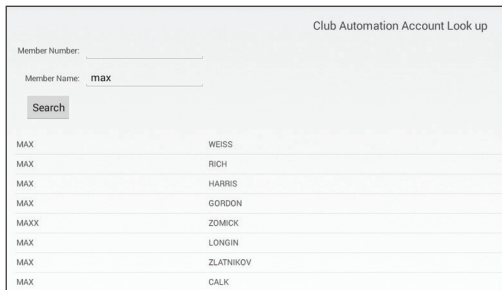 Club Automation Account Look up
Member Number:
Member Name: max
Search
MAX WEISS
MAX RICH
MAX HARRIS
MAX GORDON
MAXX ZOMICK
MAX LONGIN
MAX ZLATNIKOV
MAX CALK